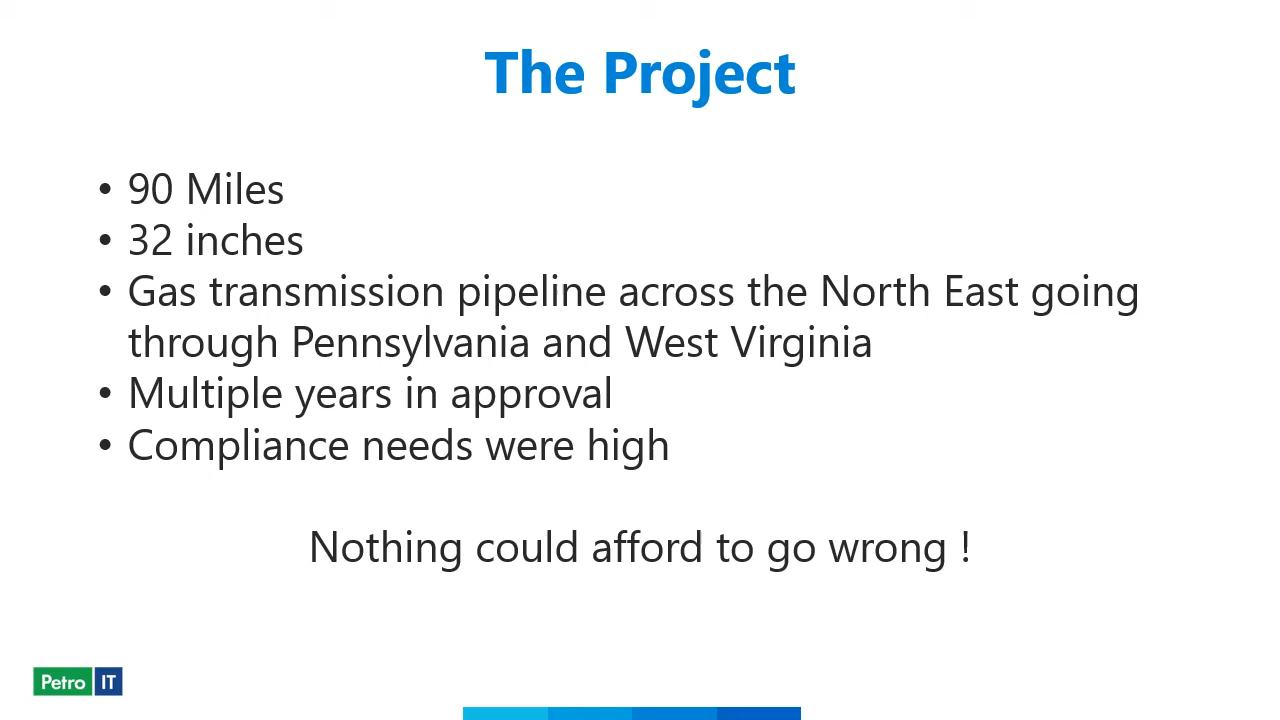 The Project
• 90 Miles
• 32 inches
• Gas transmission pipeline across the North East going
through Pennsylvania and West Virginia
• Multiple years in approval
• Compliance needs were high
Nothing could afford to go wrong !
Petro IT